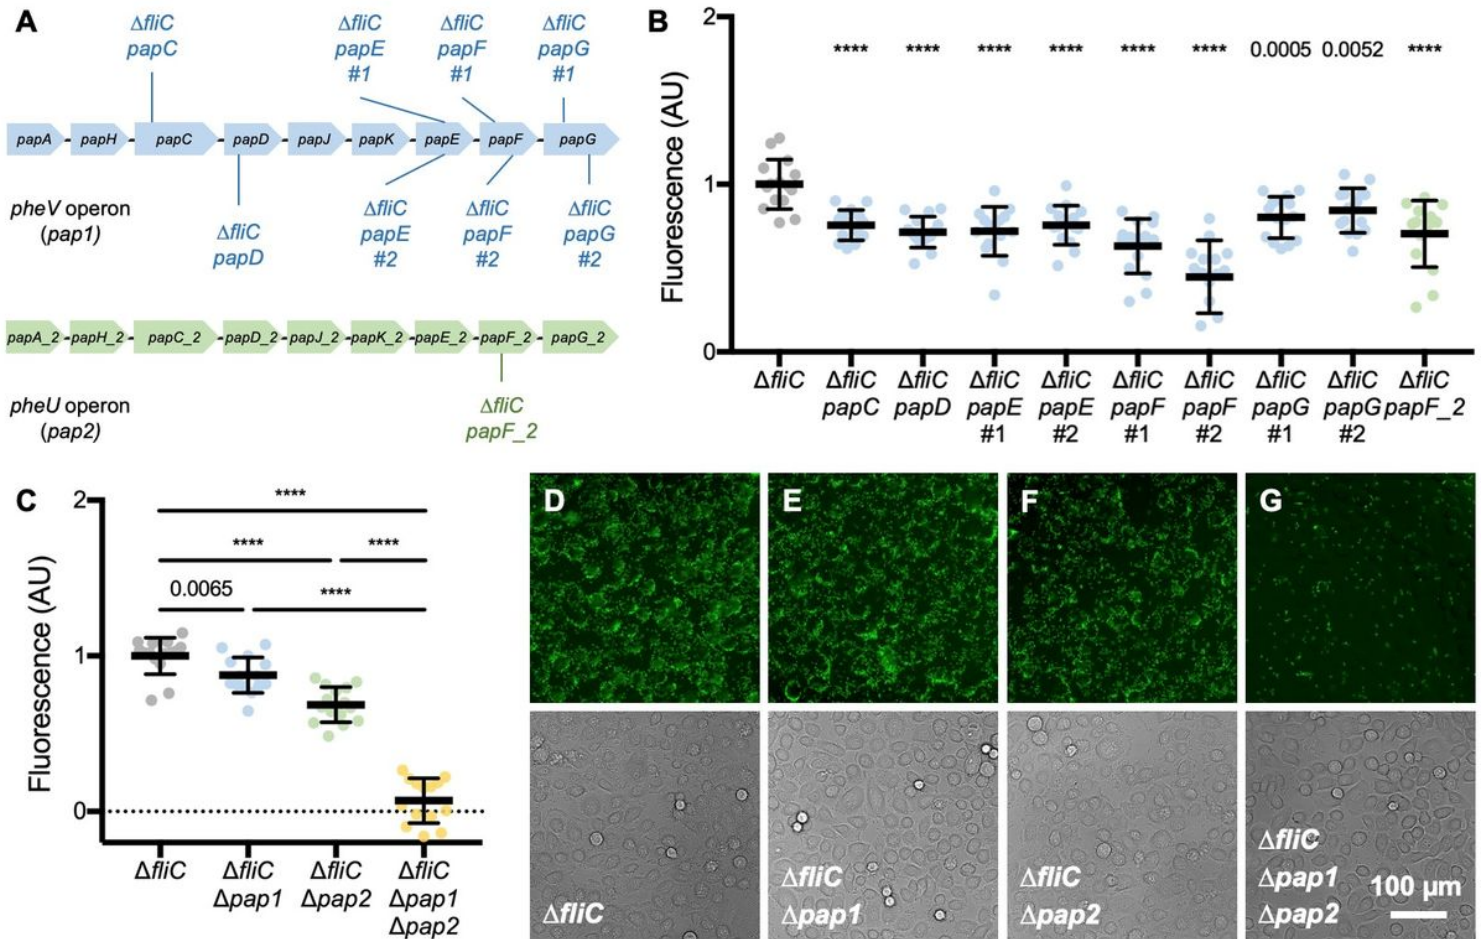 A
ΔfliC ΔfliC ΔfliC ΔfliC
papC papE papF papG
#1 #1 #1
papA papH papC papD papJ papK papE papF papG
pheV operon
(pap1)
ΔfliC ΔfliC ΔfliC ΔfliC
papD papE papF papG
#2 #2 #2
papA_2 papH_2 papC_2 papD_2 papJ_2 papK_2 papE_2 papF_2 papG_2
pheU operon
(pap2)
ΔfliC
papF_2
B
2
**** **** **** **** **** **** 0.0005 0.0052 ****
Fluorescence (AU)
1
0
ΔfliC ΔfliC ΔfliC ΔfliC ΔfliC ΔfliC ΔfliC ΔfliC ΔfliC ΔfliC
papC papD papE papE papF papF papG papG papF_2
#1 #2 #1 #2 #1 #2
C
2
****
**** ****
0.0065 ****
Fluorescence (AU)
1
0
ΔfliC ΔfliC ΔfliC ΔfliC
Δpap1 Δpap2 Δpap1
Δpap2
D E F G
ΔfliC
ΔfliC
Δpap1
ΔfliC
Δpap2
ΔfliC
Δpap1
Δpap2
100 µm